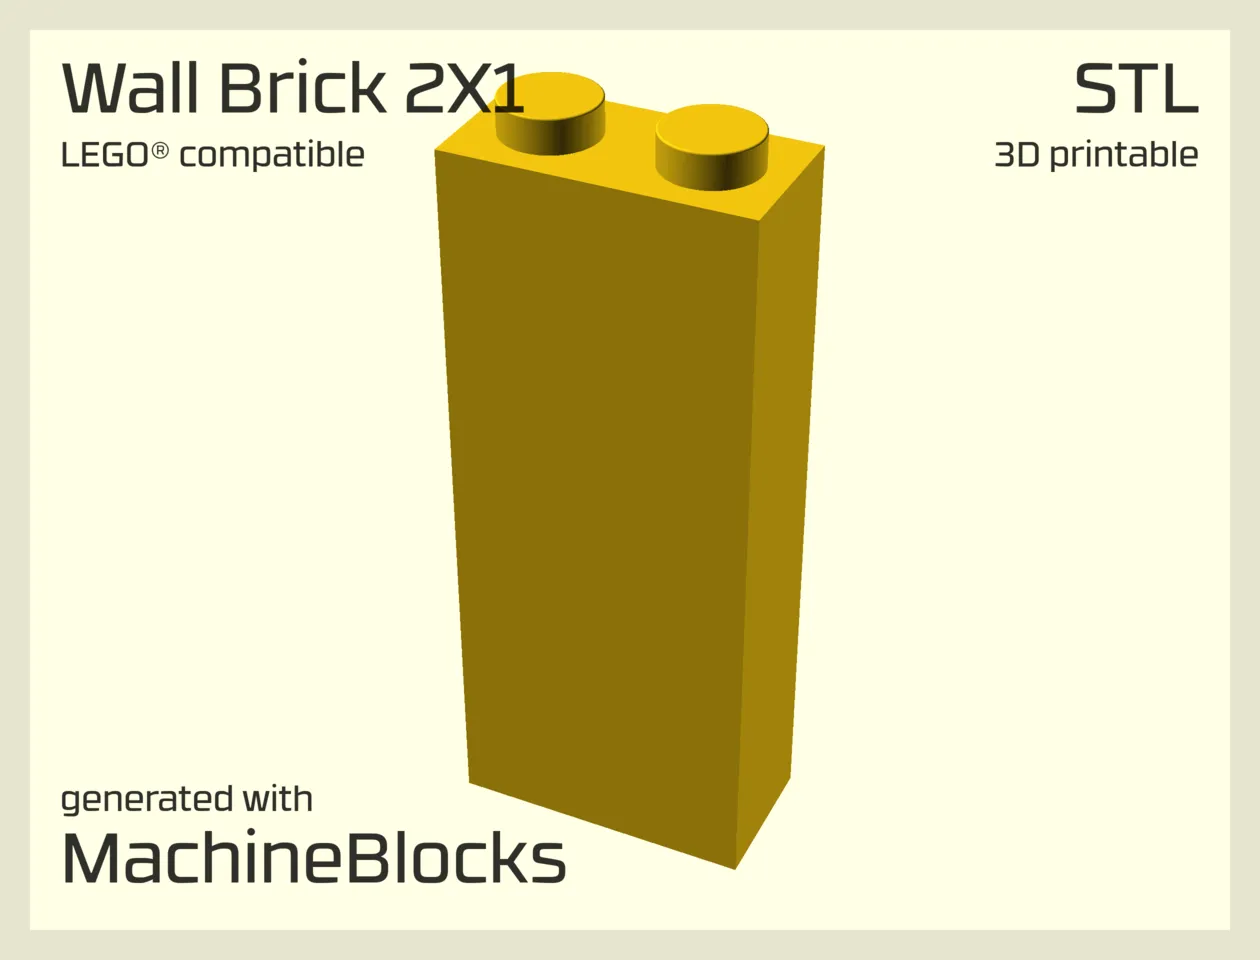 Wall Brick 2X1
LEGO® compatible
STL
3D printable
generated with
MachineBlocks